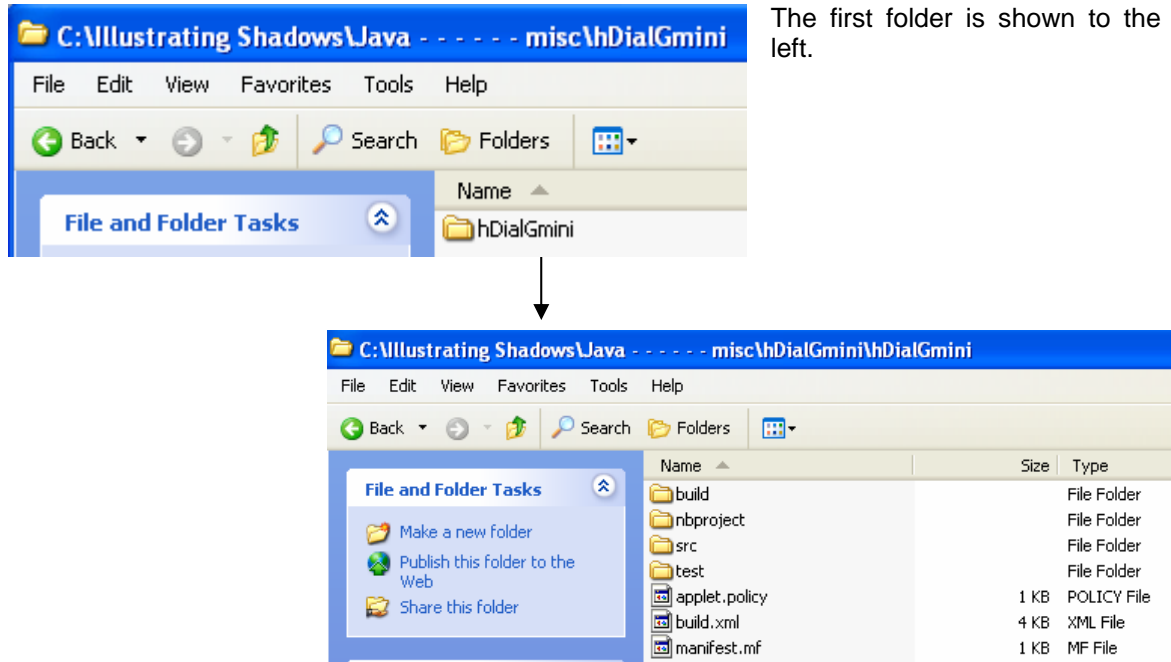 C:\Illustrating Shadows\Java - - - - - - misc\hDialGmini
The first folder is shown to the
left.
File Edit View Favorites Tools Help
Back Search Folders
Name
File and Folder Tasks
hDialGmini
C:\Illustrating Shadows\Java - - - - - - misc\hDialGmini\hDialGmini
File Edit View Favorites Tools Help
Back Search Folders
Name Size Type
File and Folder Tasks
Make a new folder
Publish this folder to the
Web
Share this folder
build File Folder
nbproject File Folder
src File Folder
test File Folder
applet.policy 1 KB POLICY File
build.xml 4 KB XML File
manifest.mf 1 KB MF File